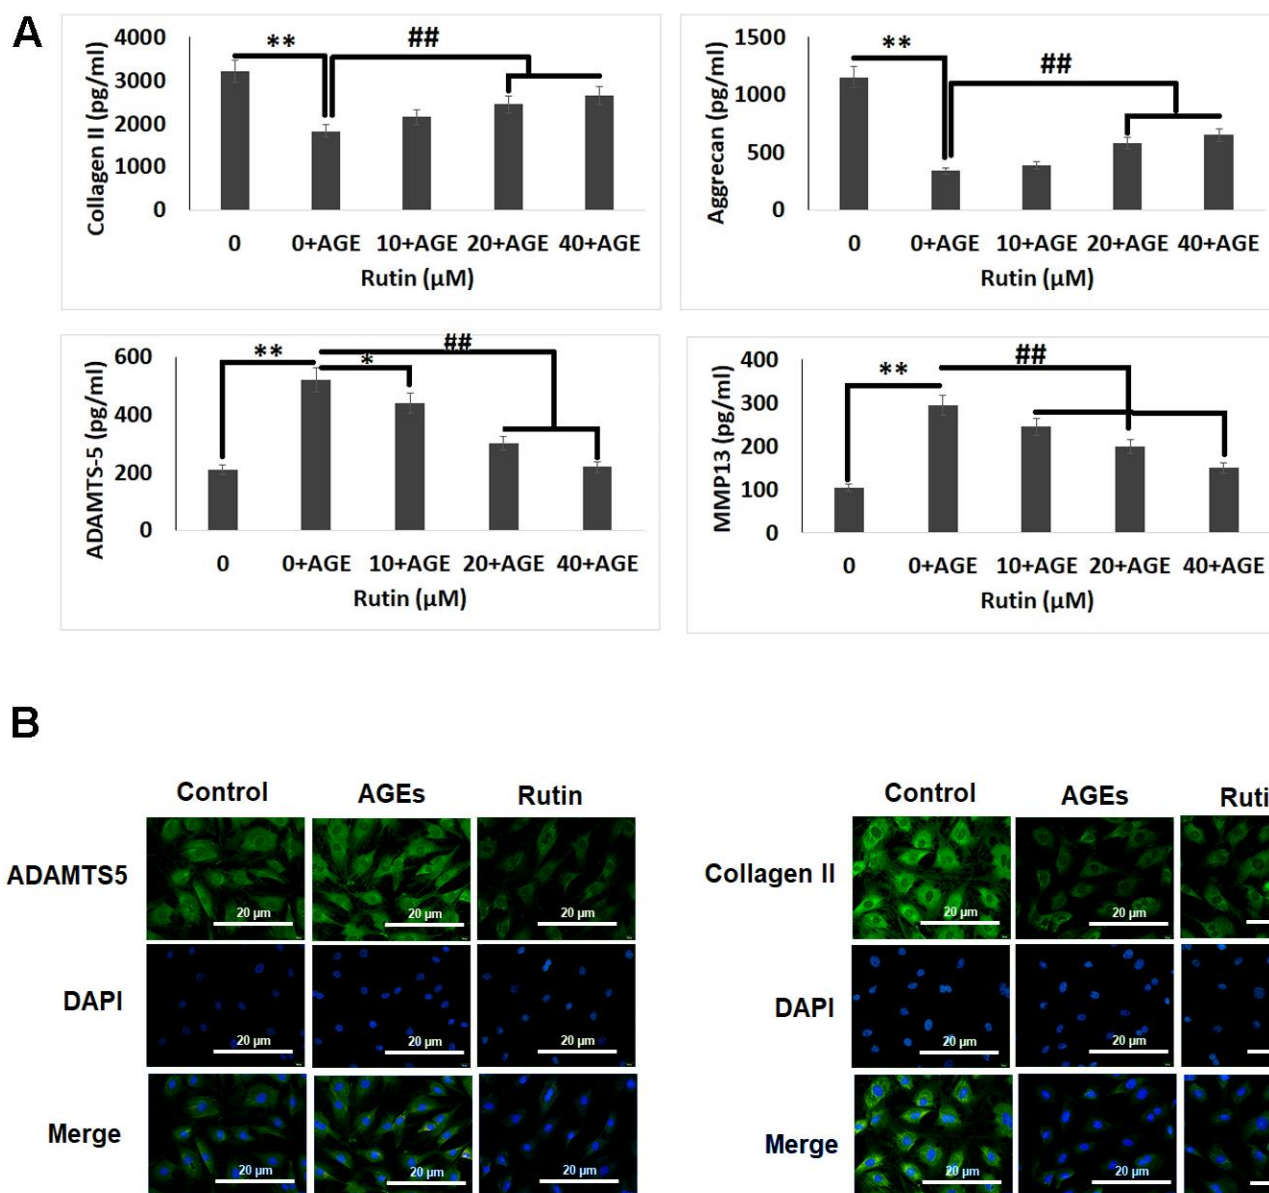 A
4000
3000
2000
1000
0
Collagen II (pg/ml)
**
##
0 0+AGE 10+AGE 20+AGE 40+AGE
Rutin (µM)
1500
1000
500
0
Aggrecan (pg/ml)
**
##
0 0+AGE 10+AGE 20+AGE 40+AGE
Rutin (µM)
600
400
200
0
ADAMTS-5 (pg/ml)
**
*
##
0 0+AGE 10+AGE 20+AGE 40+AGE
Rutin (µM)
400
300
200
100
0
MMP13 (pg/ml)
**
##
0 0+AGE 10+AGE 20+AGE 40+AGE
Rutin (µM)
B
Control AGEs Rutin
ADAMTS5
20 µm 20 µm 20 µm
DAPI
20 µm 20 µm 20 µm
Merge
20 µm 20 µm 20 µm
Control AGEs Ruti
Collagen II
20 µm 20 µm
DAPI
20 µm 20 µm
Merge
20 µm 20 µm